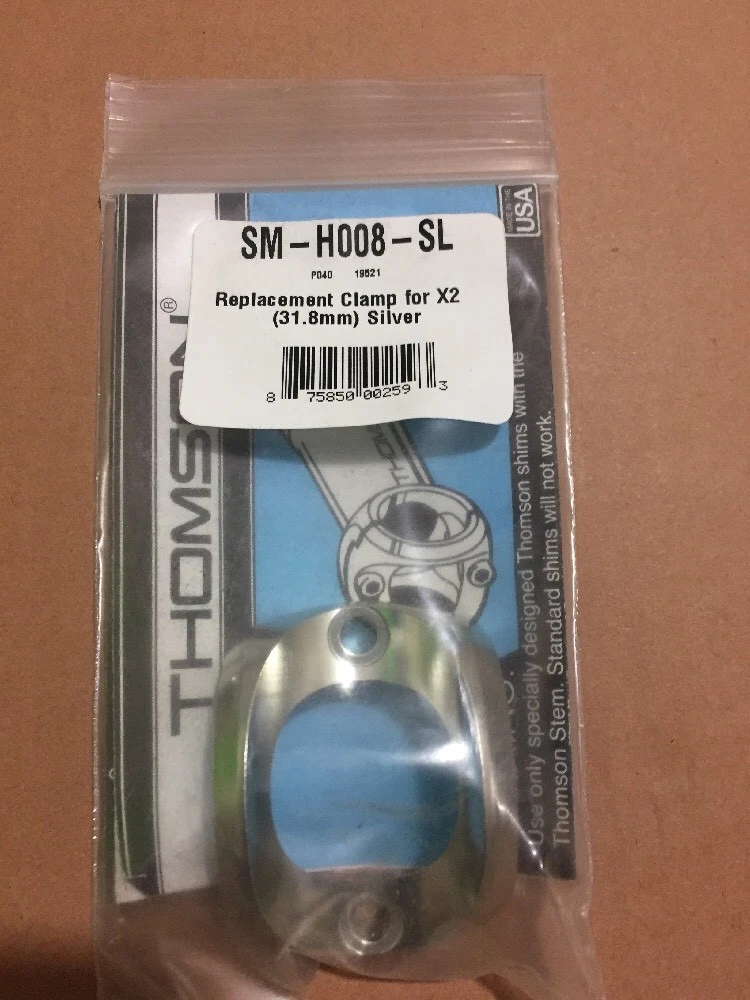 SM-H008-SL
P040 19521
Replacement Clamp for X2
(31.8mm) Silver
8 75850 00259 3
THOMSON®
MADE IN THE
USA
Use only specially designed Thomson shims with the
Thomson Stem. Standard shims will not work.